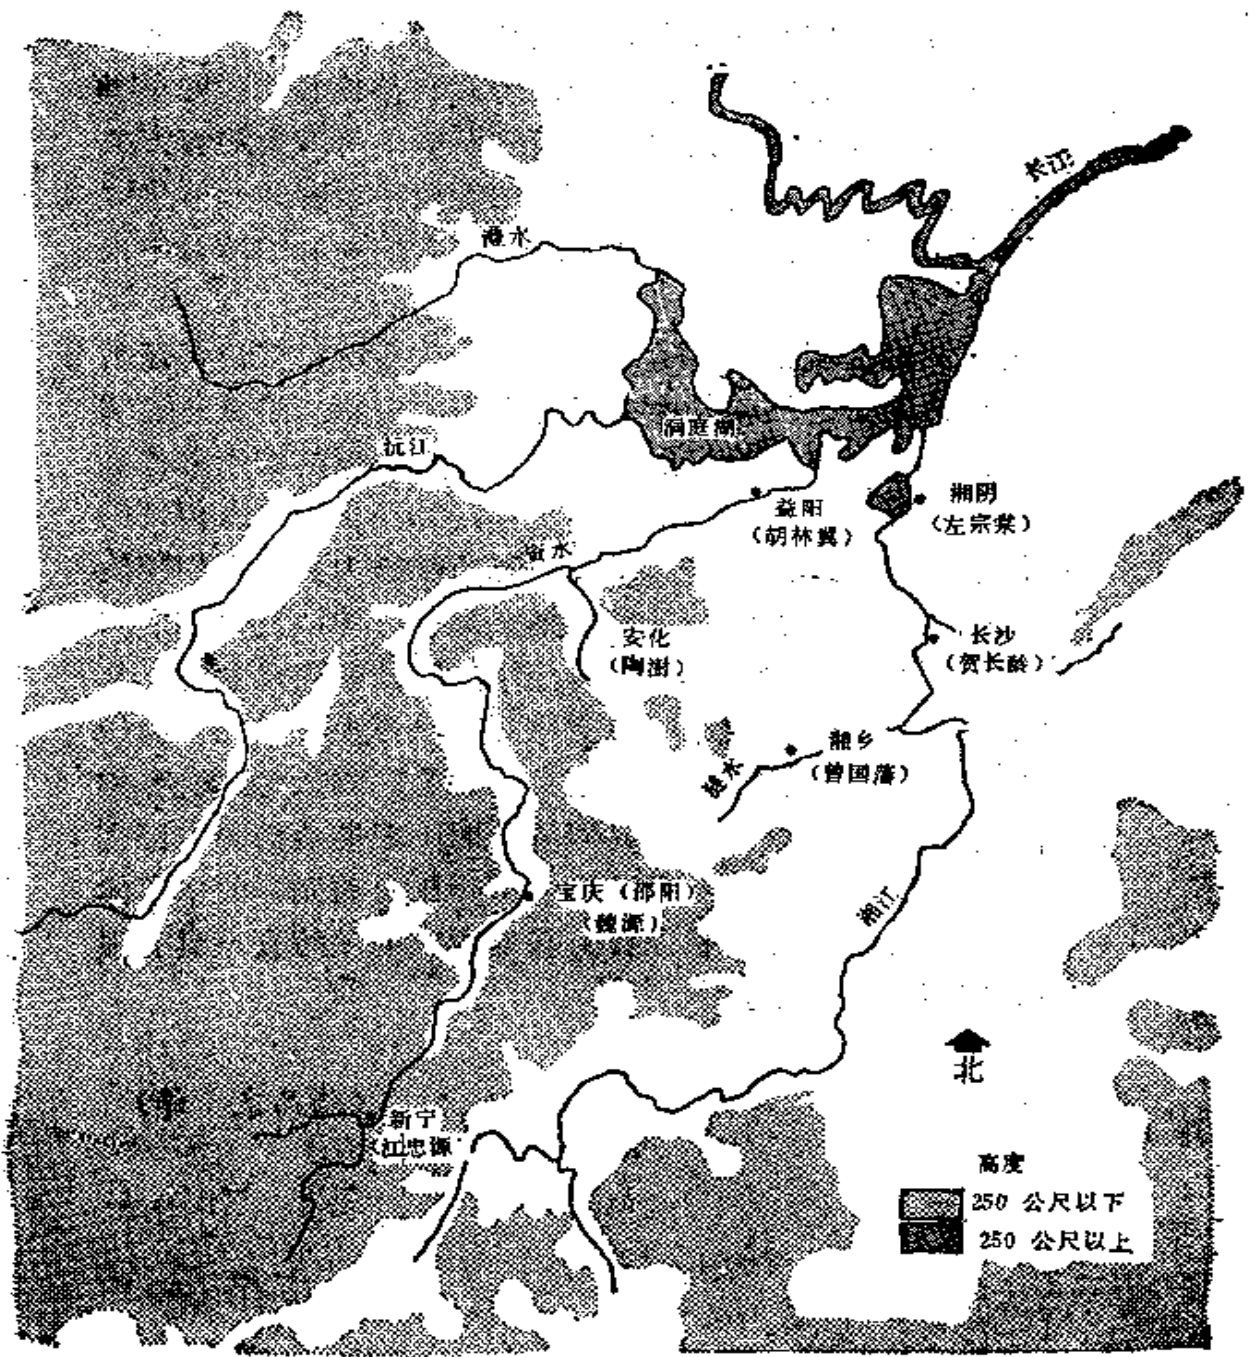 长江
澧水
沅江
洞庭湖
益阳
(胡林翼)
湘阴
(左宗棠)
资水
安化
(陶澍)
长沙
(贺长龄)
湘乡
(曾国藩)
涟水
宝庆(邵阳)
(魏源)
湘江
北
新宁
(江忠源
高度
250 公尺以下
250 公尺以上